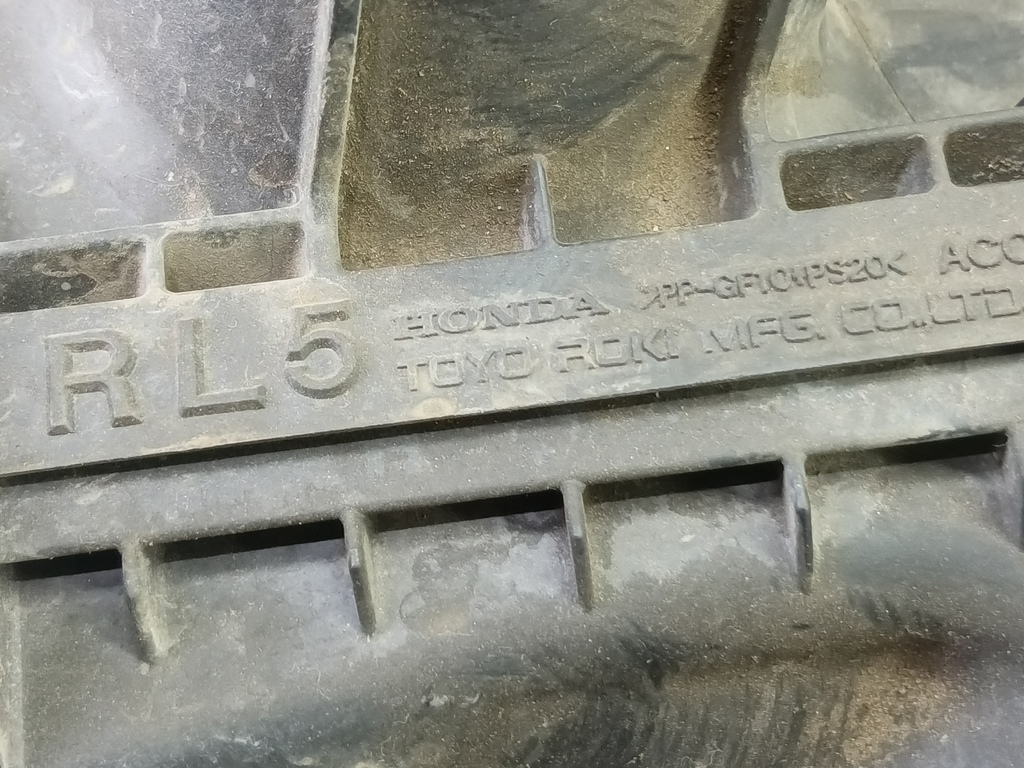 RL5
HONDA >PP-GF10\PS20< ACC
TOYO ROKI MFG. CO.,LTD.